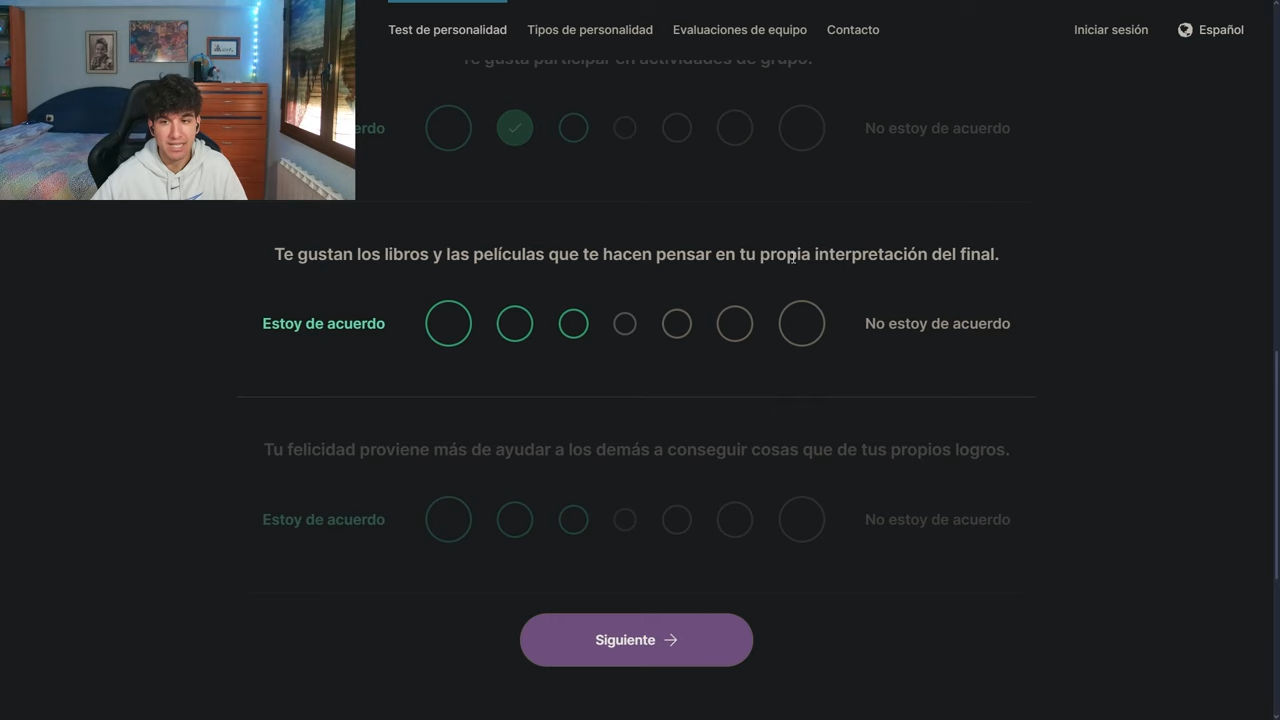 Test de personalidad Tipos de personalidad Evaluaciones de equipo Contacto Iniciar sesión Español
Te gusta participar en actividades de grupo.
erdo No estoy de acuerdo
Te gustan los libros y las películas que te hacen pensar en tu propia interpretación del final.
Estoy de acuerdo No estoy de acuerdo
Tu felicidad proviene más de ayudar a los demás a conseguir cosas que de tus propios logros.
Estoy de acuerdo No estoy de acuerdo
Siguiente →